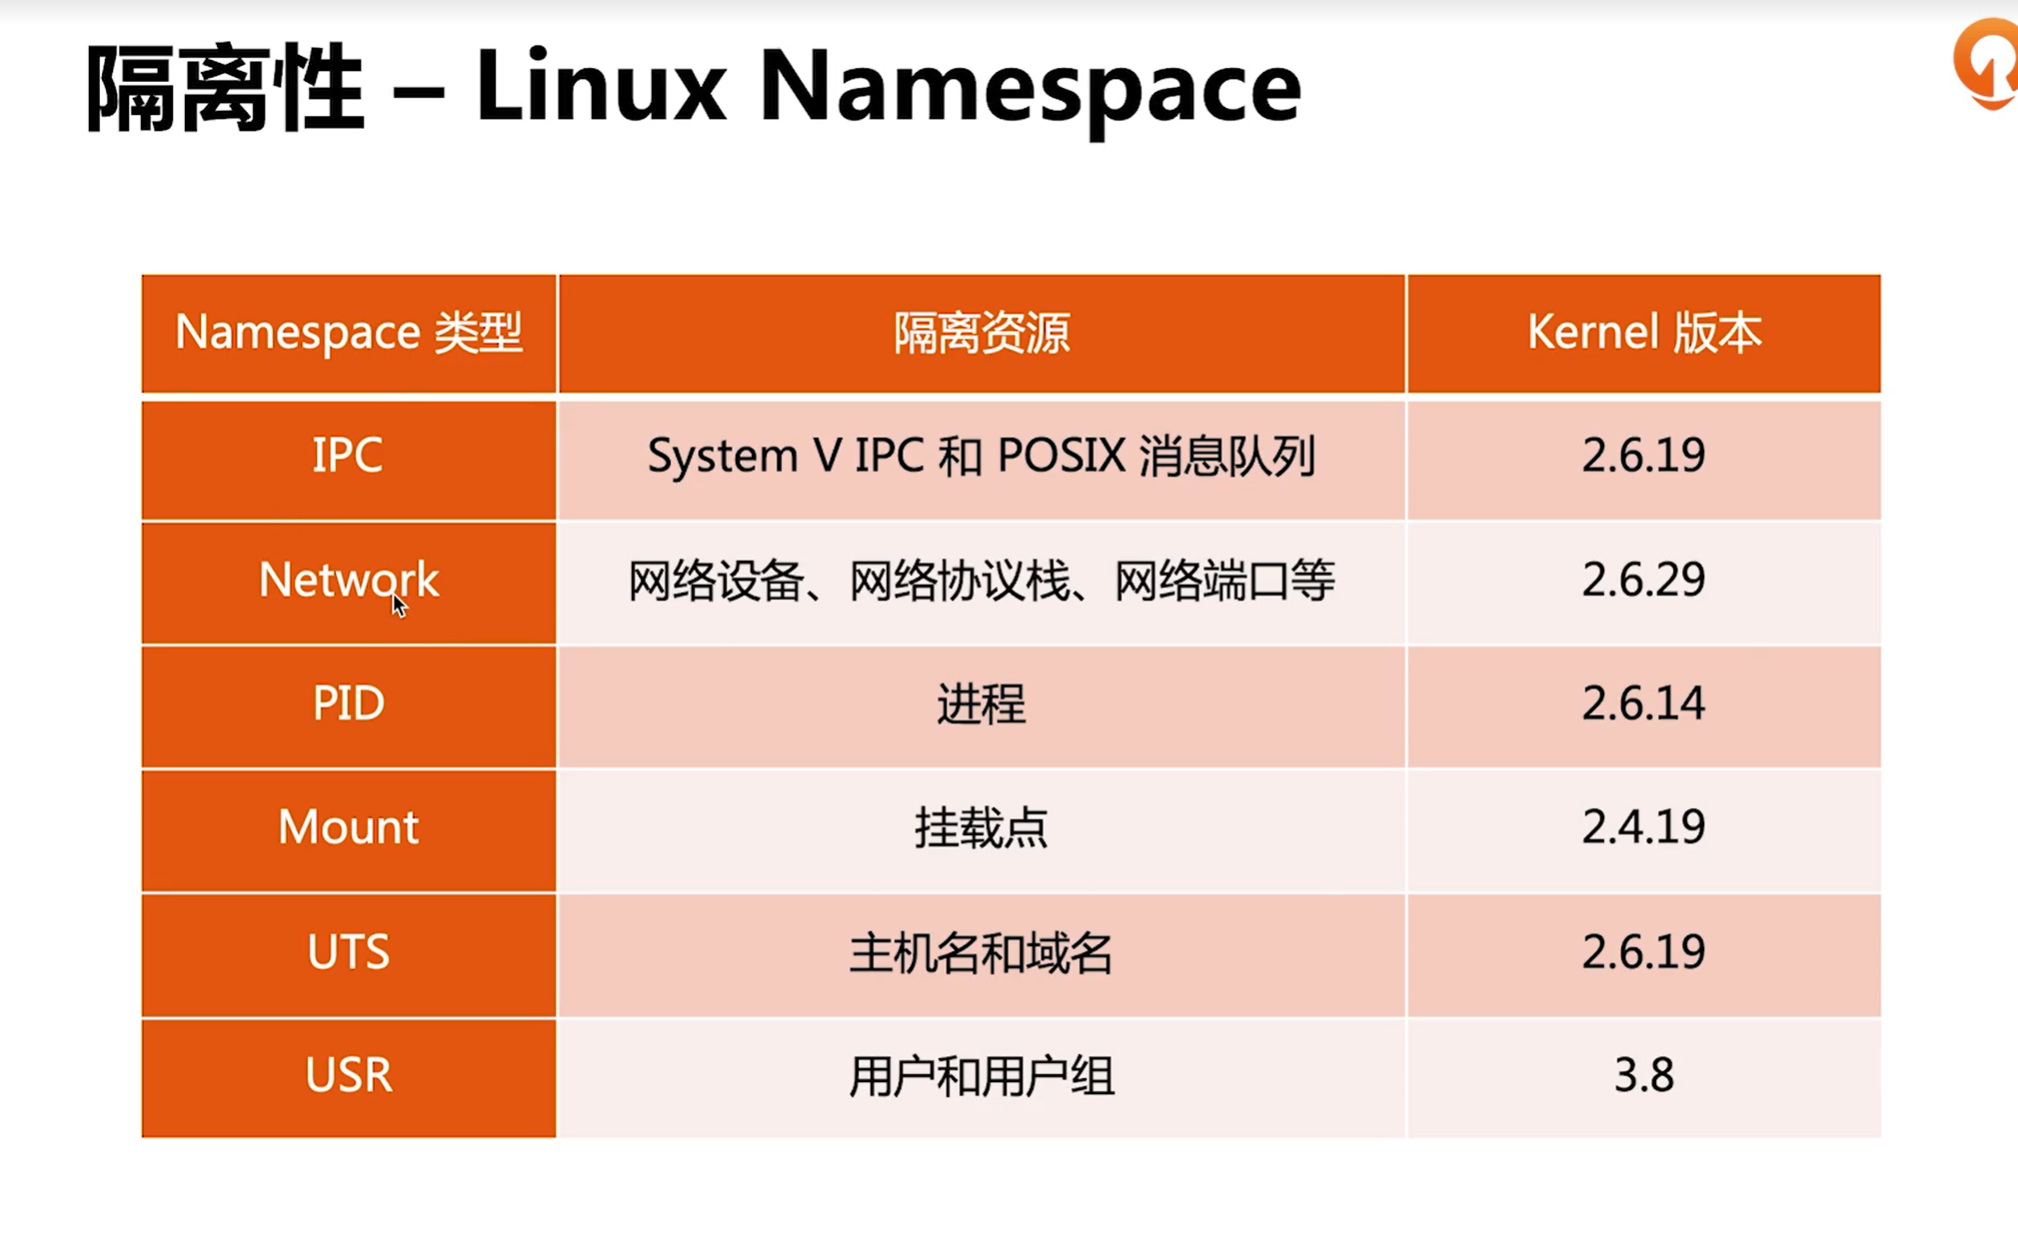 隔离性 – Linux Namespace
Namespace 类型 隔离资源 Kernel 版本
IPC System V IPC 和 POSIX 消息队列 2.6.19
Network 网络设备、网络协议栈、网络端口等 2.6.29
PID 进程 2.6.14
Mount 挂载点 2.4.19
UTS 主机名和域名 2.6.19
USR 用户和用户组 3.8